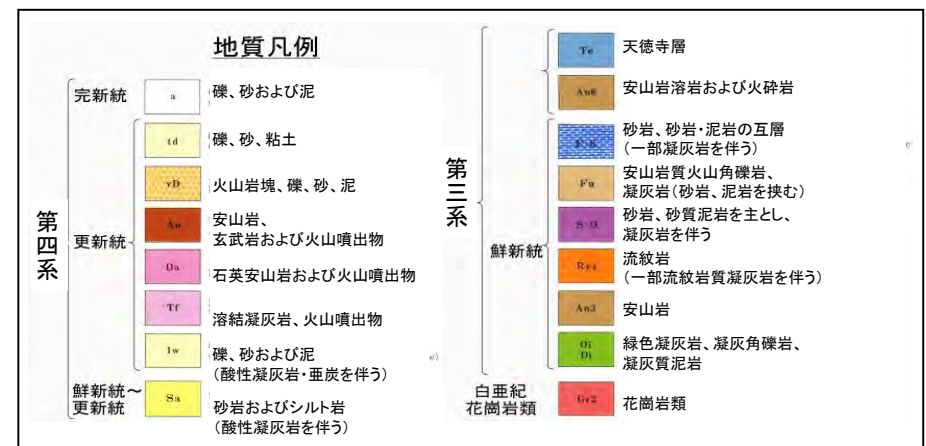 地質凡例
第四系
完新統
a
礫、砂および泥
更新統
td
礫、砂、粘土
vD
火山岩塊、礫、砂、泥
Ao
安山岩、
玄武岩および火山噴出物
Da
石英安山岩および火山噴出物
Tf
溶結凝灰岩、火山噴出物
Iw
礫、砂および泥
(酸性凝灰岩・亜炭を伴う)
鮮新統～
更新統
Sa
砂岩およびシルト岩
(酸性凝灰岩を伴う)
第三系
Te
天徳寺層
An6
安山岩溶岩および火砕岩
鮮新統
砂岩、砂岩・泥岩の互層
(一部凝灰岩を伴う)
Fu
安山岩質火山角礫岩、
凝灰岩(砂岩、泥岩を挟む)
S-O
砂岩、砂質泥岩を主とし、
凝灰岩を伴う
流紋岩
(一部流紋岩質凝灰岩を伴う)
An3
安山岩
Oi
Di
緑色凝灰岩、凝灰角礫岩、
凝灰質泥岩
白亜紀
花崗岩類
Gr2
花崗岩類